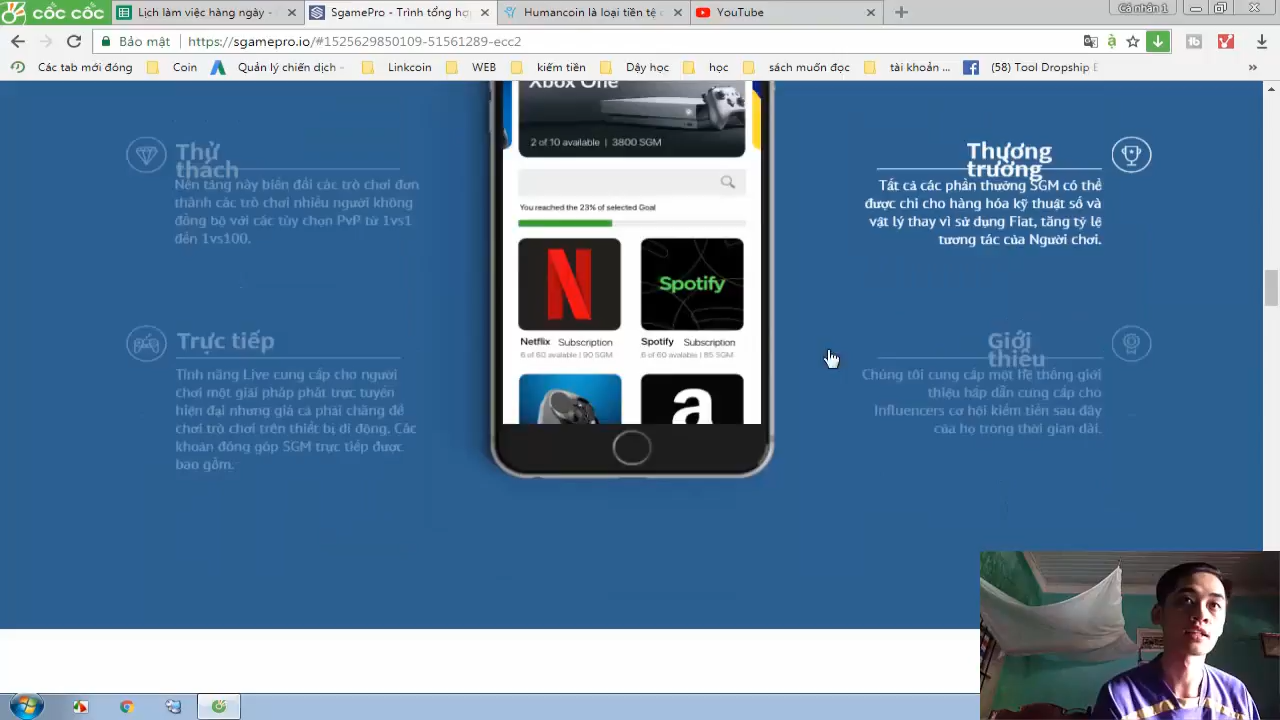 cốc cốc
Lịch làm việc hàng ngày -
SgamePro - Trình tổng hợ
Humancoin là loại tiền tệ c
YouTube
Cá nhân 1
Bảo mật
https://sgamepro.io/#1525629850109-51561289-ecc2
Các tab mới đóng
Coin
Quản lý chiến dịch -
Linkcoin
WEB
kiếm tiền
Dậy học
học
sách muốn đọc
tài khoản ...
(58) Tool Dropship E
»
Xbox One
2 of 10 available | 3800 SGM
You reached the 23% of selected Goal
N
Spotify
Netflix Subscription
6 of 60 avalable | 90 SGM
Spotify Subscription
6 of 60 avalable | 85 SGM
a
Thử
thách
Nền tảng này biến đổi các trò chơi đơn
thành các trò chơi nhiều người không
đồng bộ với các tùy chọn PvP từ 1vs1
đến 1vs100.
Trực tiếp
Tính năng Live cung cấp cho người
chơi một giải pháp phát trực tuyến
hiện đại nhưng giá cả phải chăng để
chơi trò chơi trên thiết bị di động. Các
khoản đóng góp SGM trực tiếp được
bao gồm.
Thương
trường
Tất cả các phần thưởng SGM có thể
được chi cho hàng hóa kỹ thuật số và
vật lý thay vì sử dụng Fiat, tăng tỷ lệ
tương tác của Người chơi.
Giới
thiệu
Chúng tôi cung cấp một hệ thống giới
thiệu hấp dẫn cung cấp cho
Influencers cơ hội kiếm tiền sau đây
của họ trong thời gian dài.